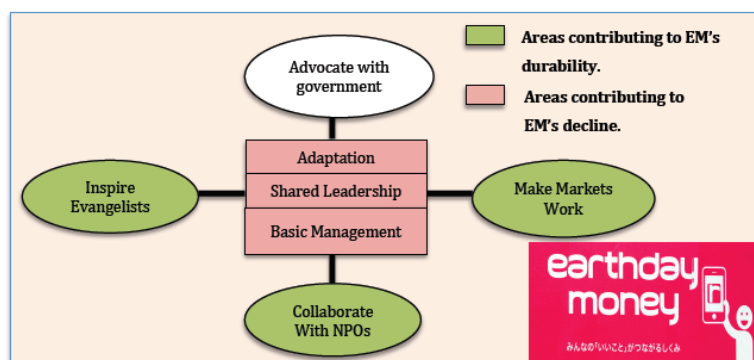 Advocate with
government
Areas contributing to EM's
durability.
Areas contributing to
EM's decline.
Adaptation
Shared Leadership
Basic Management
Inspire
Evangelists
Make Markets
Work
Collaborate
With NPOs
earthday
money
r
みんなの「いいこと」がつながるしくみ